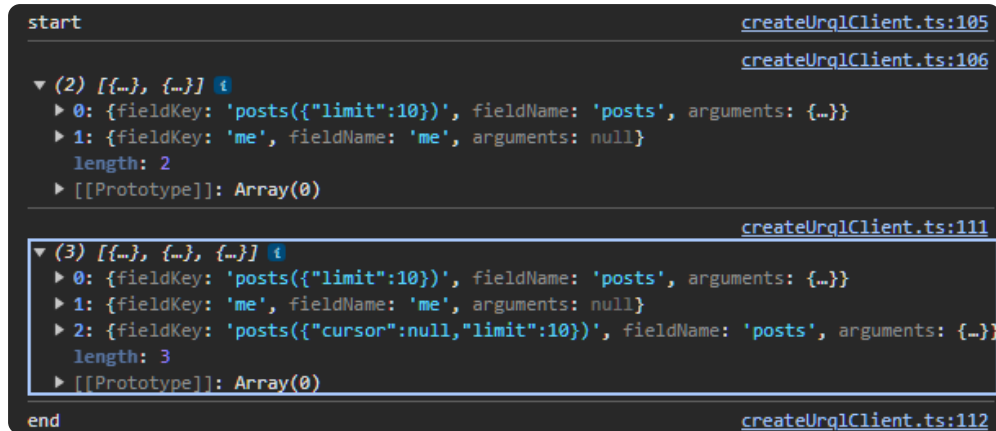 start createUrqlClient.ts:105
createUrqlClient.ts:106
▼ (2) [{…}, {…}] i
▶ 0: {fieldKey: 'posts({"limit":10})', fieldName: 'posts', arguments: {…}}
▶ 1: {fieldKey: 'me', fieldName: 'me', arguments: null}
length: 2
▶ [[Prototype]]: Array(0)
createUrqlClient.ts:111
▼ (3) [{…}, {…}, {…}] i
▶ 0: {fieldKey: 'posts({"limit":10})', fieldName: 'posts', arguments: {…}}
▶ 1: {fieldKey: 'me', fieldName: 'me', arguments: null}
▶ 2: {fieldKey: 'posts({"cursor":null,"limit":10})', fieldName: 'posts', arguments: {…}}
length: 3
▶ [[Prototype]]: Array(0)
end createUrqlClient.ts:112